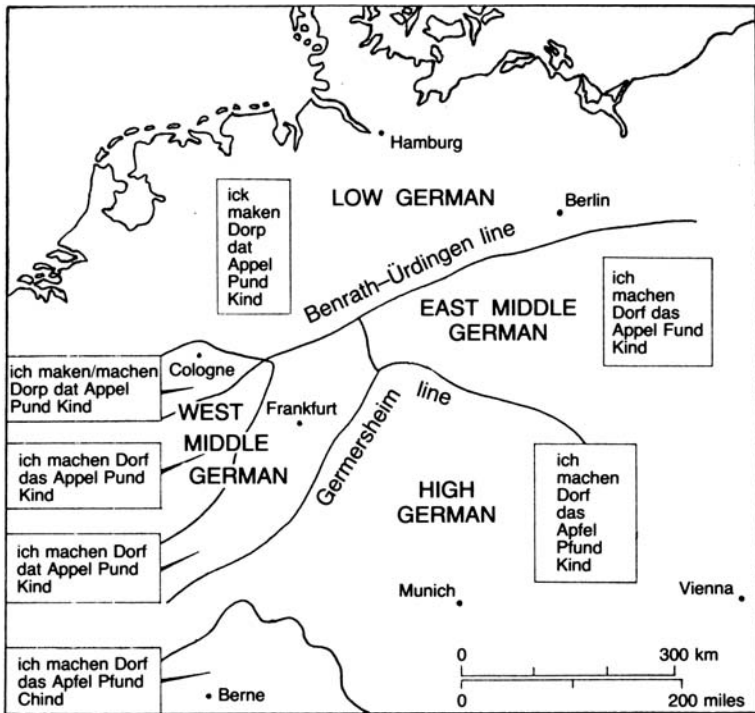 Hamburg
LOW GERMAN
Berlin
ick
maken
Dorp
dat
Appel
Pund
Kind
Benrath–Ürdingen line
EAST MIDDLE
GERMAN
ich
machen
Dorf das
Appel Fund
Kind
ich maken/machen
Dorp dat Appel
Pund Kind
Cologne
WEST
MIDDLE
GERMAN
Frankfurt
Germersheim line
ich machen Dorf
das Appel Pund
Kind
HIGH
GERMAN
ich
machen
Dorf
das
Apfel
Pfund
Kind
ich machen Dorf
dat Appel Pund
Kind
Munich
Vienna
ich machen Dorf
das Apfel Pfund
Chind
Berne
0 300 km
0 200 miles